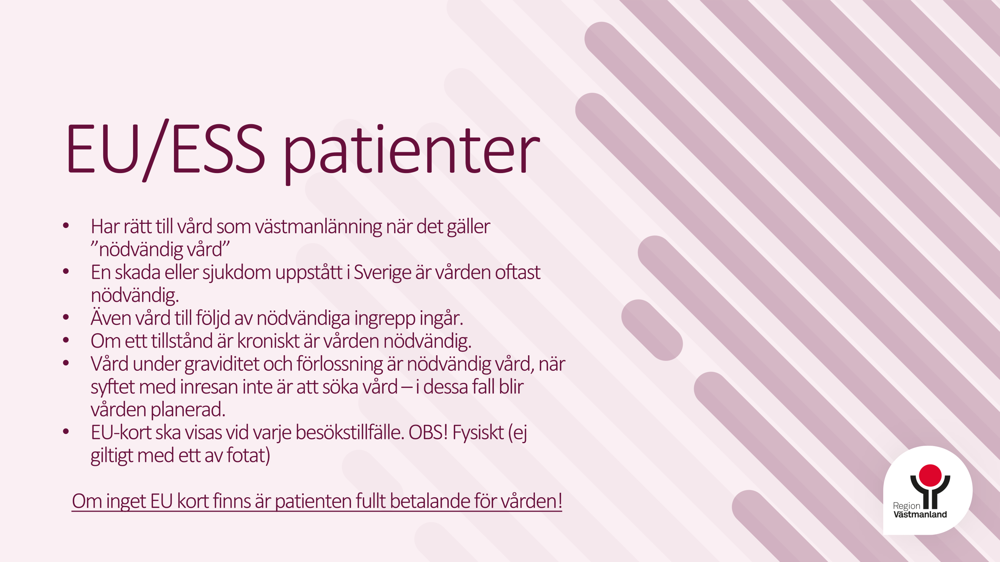 EU/ESS patienter
• Har rätt till vård som västmanlänning när det gäller
”nödvändig vård”
• En skada eller sjukdom uppstått i Sverige är vården oftast
nödvändig.
• Även vård till följd av nödvändiga ingrepp ingår.
• Om ett tillstånd är kroniskt är vården nödvändig.
• Vård under graviditet och förlossning är nödvändig vård, när
syftet med inresan inte är att söka vård – i dessa fall blir
vården planerad.
• EU-kort ska visas vid varje besökstillfälle. OBS! Fysiskt (ej
giltigt med ett av fotat)
Om inget EU kort finns är patienten fullt betalande för vården!
Region
Västmanland